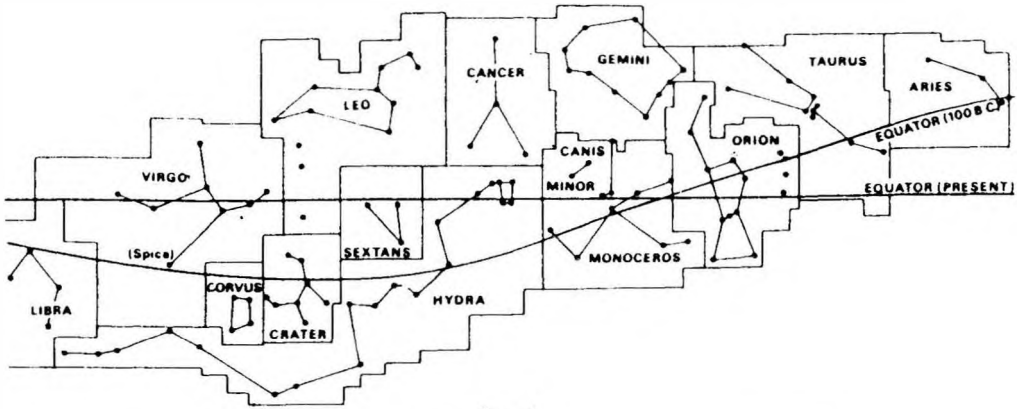 GEMINI
TAURUS
CANCER
ARIES
LEO
EQUATOR (100 B C)
ORION
CANIS
MINOR
VIRGO
EQUATOR (PRESENT)
(Spica)
SEXTANS
MONOCEROS
CORVUS
HYDRA
LIBRA
CRATER